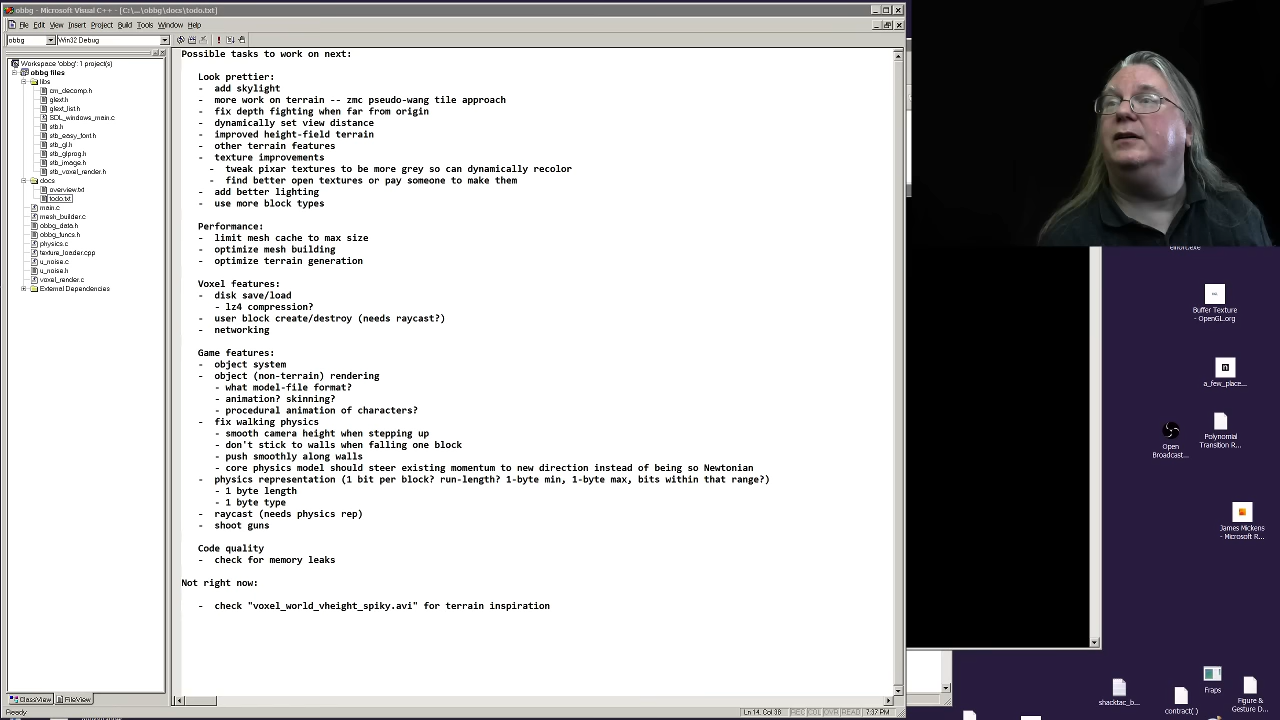 obbg - Microsoft Visual C++ - [C:\...\obbg\docs\todo.txt]
File Edit View Insert Project Build Tools Window Help
obbg
Win32 Debug
Workspace 'obbg': 1 project(s)
obbg files
libs
cm_decomp.h
glext.h
glext_list.h
SDL_windows_main.c
stb.h
stb_easy_font.h
stb_gl.h
stb_glprog.h
stb_image.h
stb_voxel_render.h
docs
overview.txt
todo.txt
main.c
mesh_builder.c
obbg_data.h
obbg_funcs.h
physics.c
texture_loader.cpp
u_noise.c
u_noise.h
voxel_render.c
External Dependencies
ClassView
FileView
Possible tasks to work on next:
Look prettier:
- add skylight
- more work on terrain -- zmc pseudo-wang tile approach
- fix depth fighting when far from origin
- dynamically set view distance
- improved height-field terrain
- other terrain features
- texture improvements
- tweak pixar textures to be more grey so can dynamically recolor
- find better open textures or pay someone to make them
- add better lighting
- use more block types
Performance:
- limit mesh cache to max size
- optimize mesh building
- optimize terrain generation
Voxel features:
- disk save/load
- lz4 compression?
- user block create/destroy (needs raycast?)
- networking
Game features:
- object system
- object (non-terrain) rendering
- what model-file format?
- animation? skinning?
- procedural animation of characters?
- fix walking physics
- smooth camera height when stepping up
- don't stick to walls when falling one block
- push smoothly along walls
- core physics model should steer existing momentum to new direction instead of being so Newtonian
- physics representation (1 bit per block? run-length? 1-byte min, 1-byte max, bits within that range?)
- 1 byte length
- 1 byte type
- raycast (needs physics rep)
- shoot guns
Code quality
- check for memory leaks
Not right now:
- check "voxel_world_vheight_spiky.avi" for terrain inspiration
Ready
Ln 14, Col 38
REC COL OVR READ
7:37 PM
effort.exe
Buffer Texture
- OpenGL.org
a_few_place...
Open
Broadcast...
Polynomial
Transition R...
James Mickens
- Microsoft R...
shacktac_b...
Fraps
contract( )
Figure &
Gesture D...